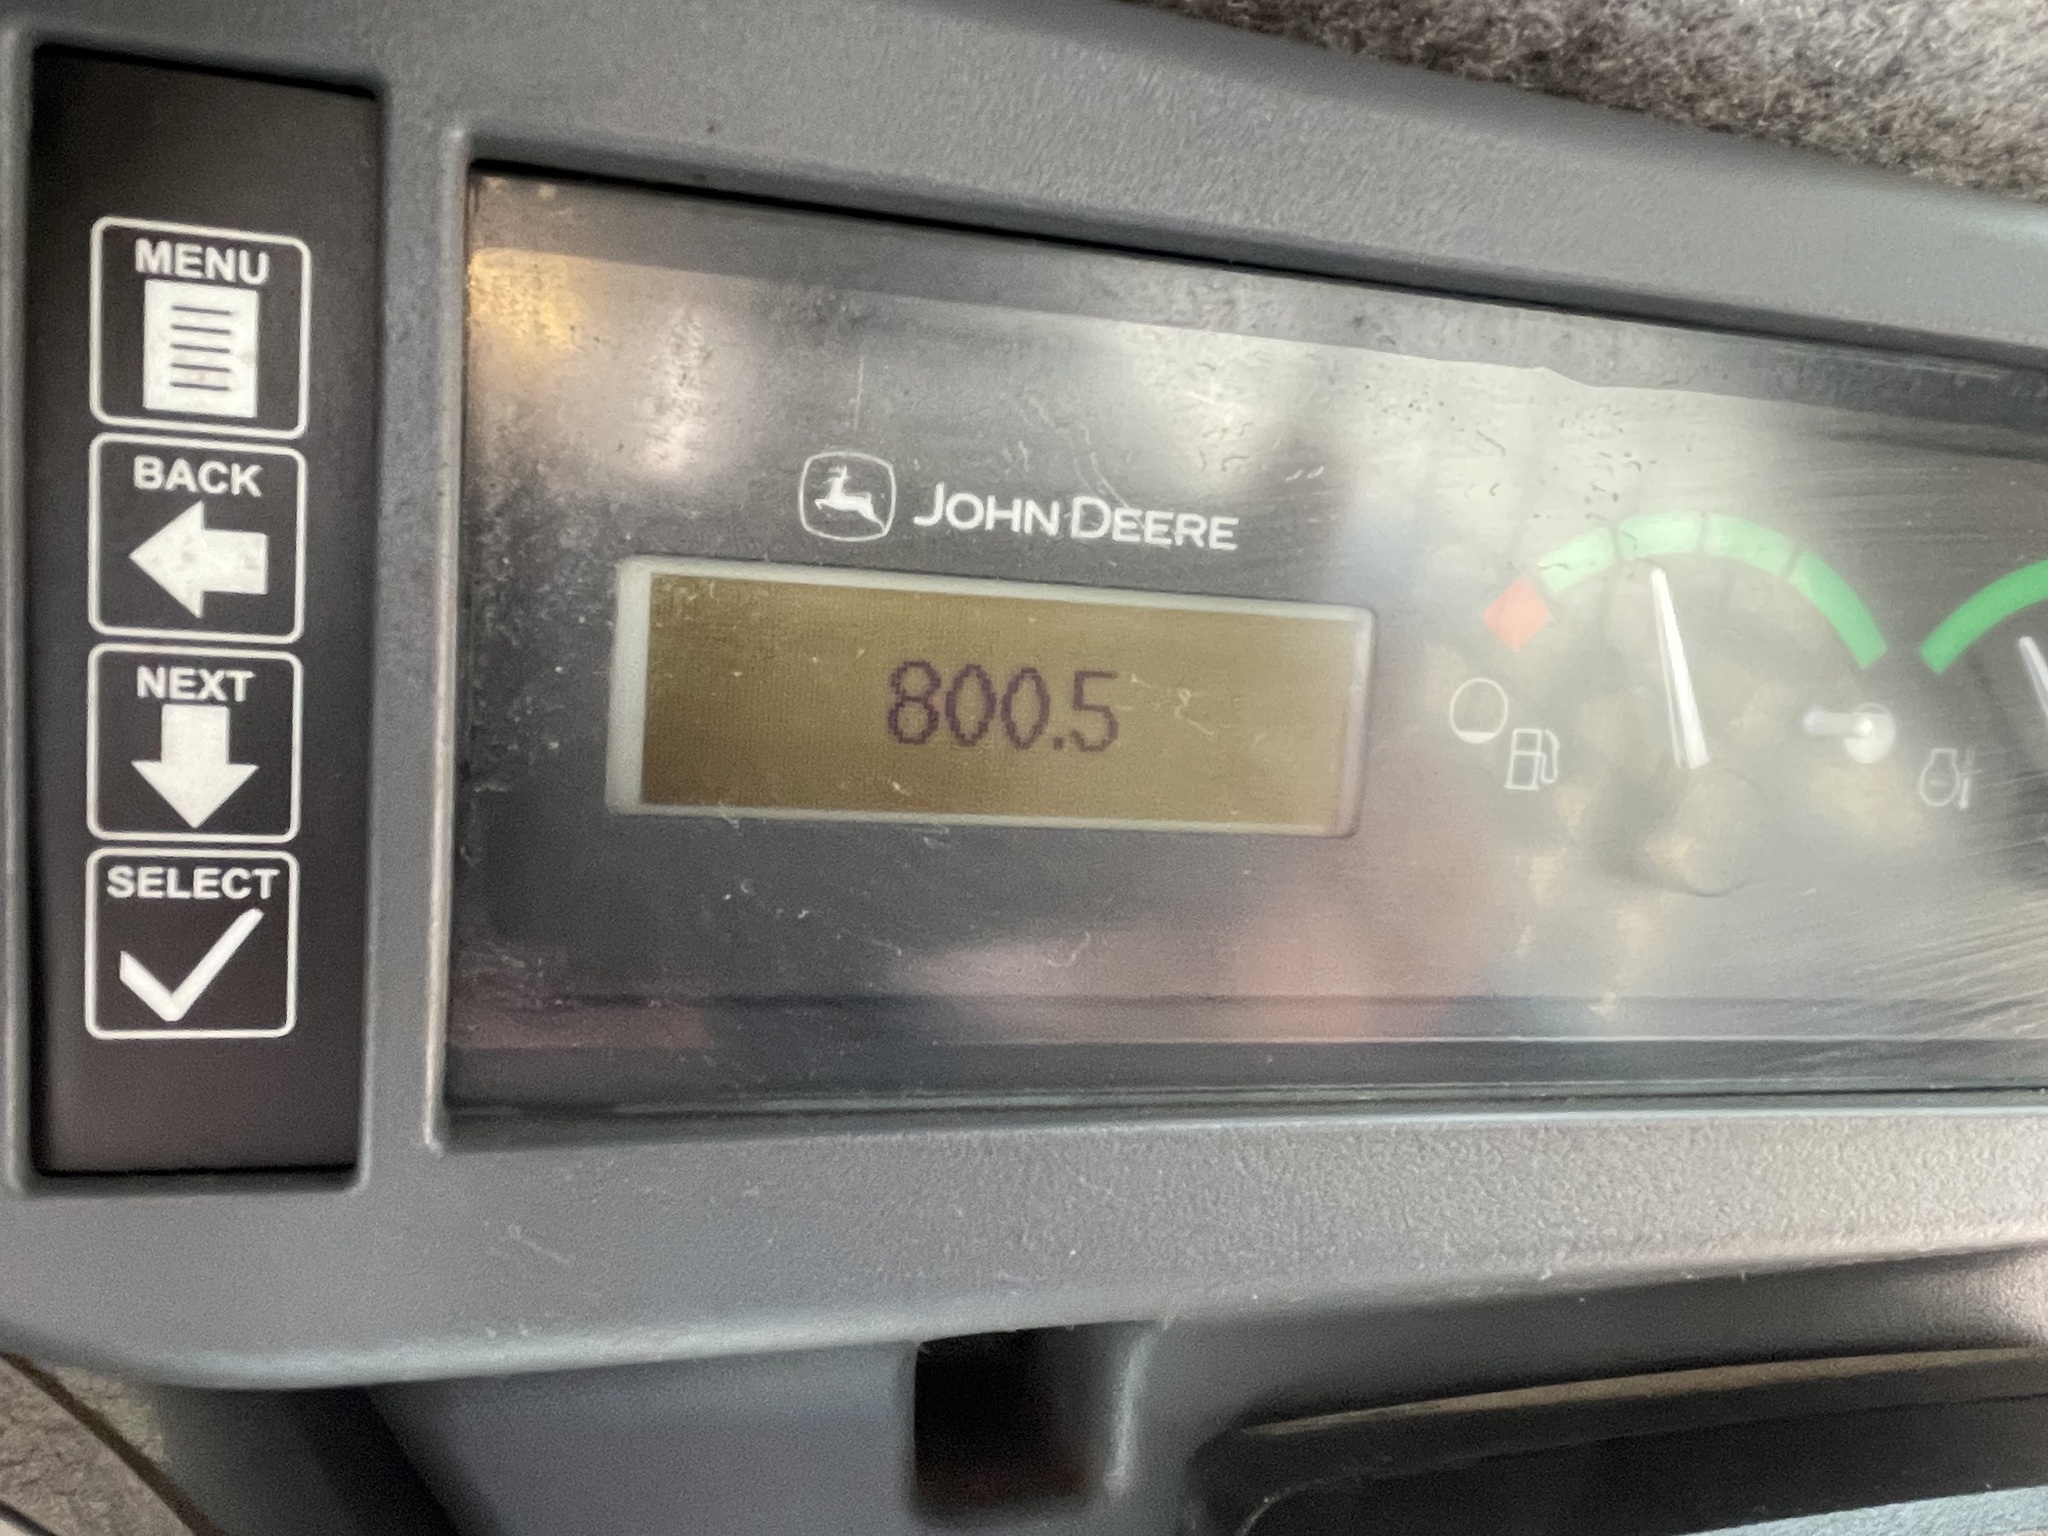 MENU
BACK
NEXT
SELECT
JOHN DEERE
800.5